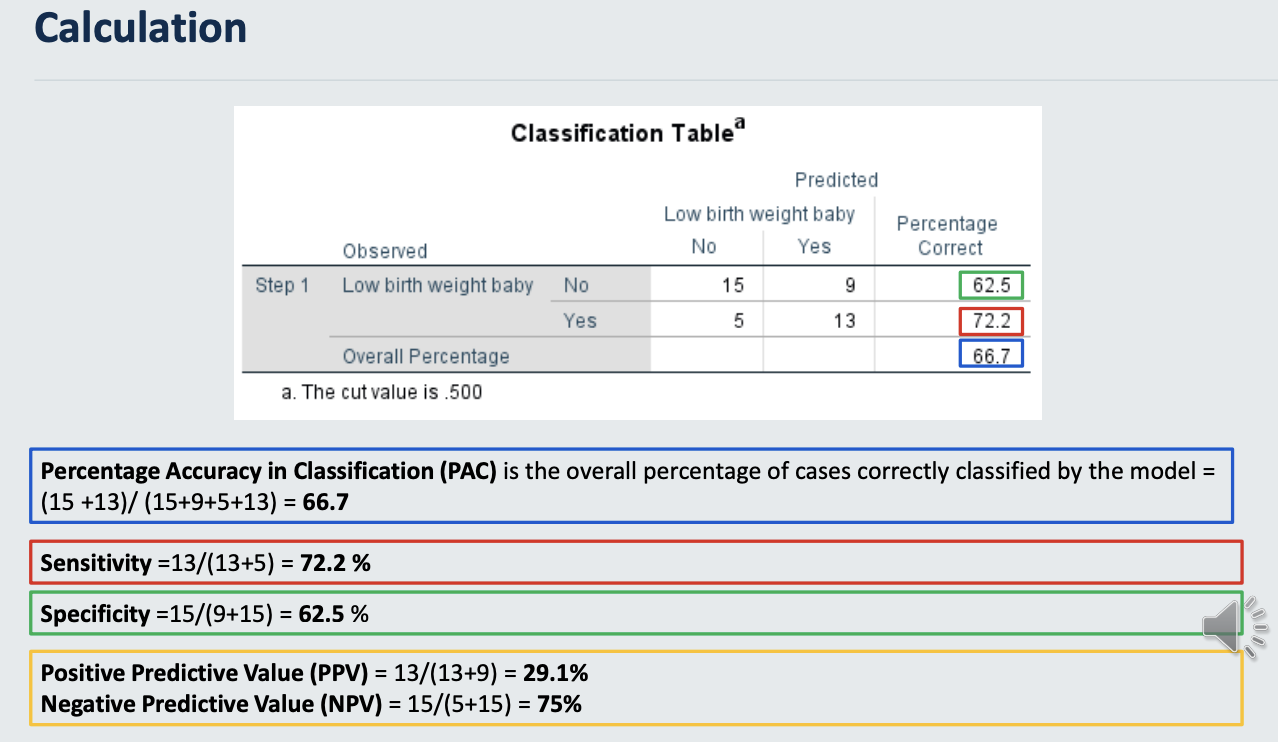 Calculation
Classification Tableᵃ
Predicted
Low birth weight baby
Percentage Correct
Observed
No
Yes
Step 1 Low birth weight baby No 15 9 62.5
Yes 5 13 72.2
Overall Percentage 66.7
a. The cut value is .500
Percentage Accuracy in Classification (PAC) is the overall percentage of cases correctly classified by the model =
(15 +13)/ (15+9+5+13) = 66.7
Sensitivity =13/(13+5) = 72.2 %
Specificity =15/(9+15) = 62.5 %
Positive Predictive Value (PPV) = 13/(13+9) = 29.1%
Negative Predictive Value (NPV) = 15/(5+15) = 75%